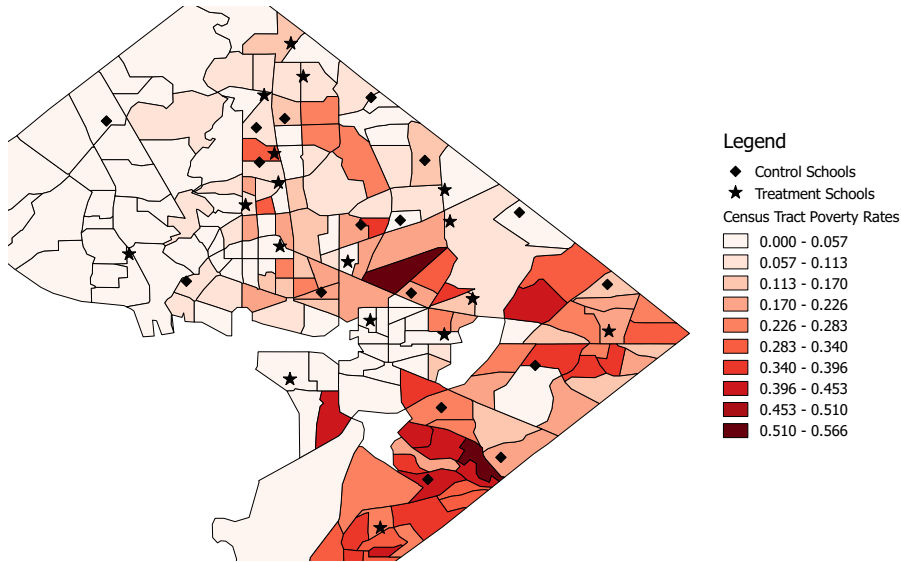 Legend
Control Schools
Treatment Schools
Census Tract Poverty Rates
0.000 - 0.057
0.057 - 0.113
0.113 - 0.170
0.170 - 0.226
0.226 - 0.283
0.283 - 0.340
0.340 - 0.396
0.396 - 0.453
0.453 - 0.510
0.510 - 0.566